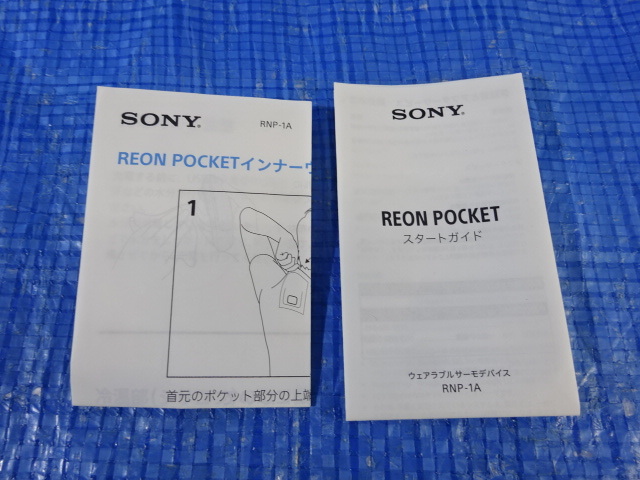 SONY®
RNP-1A
REON POCKETインナーウ
1
首元のポケット部分の上端
SONY®
REON POCKET
スタートガイド
ウェアラブルサーモデバイス
RNP-1A